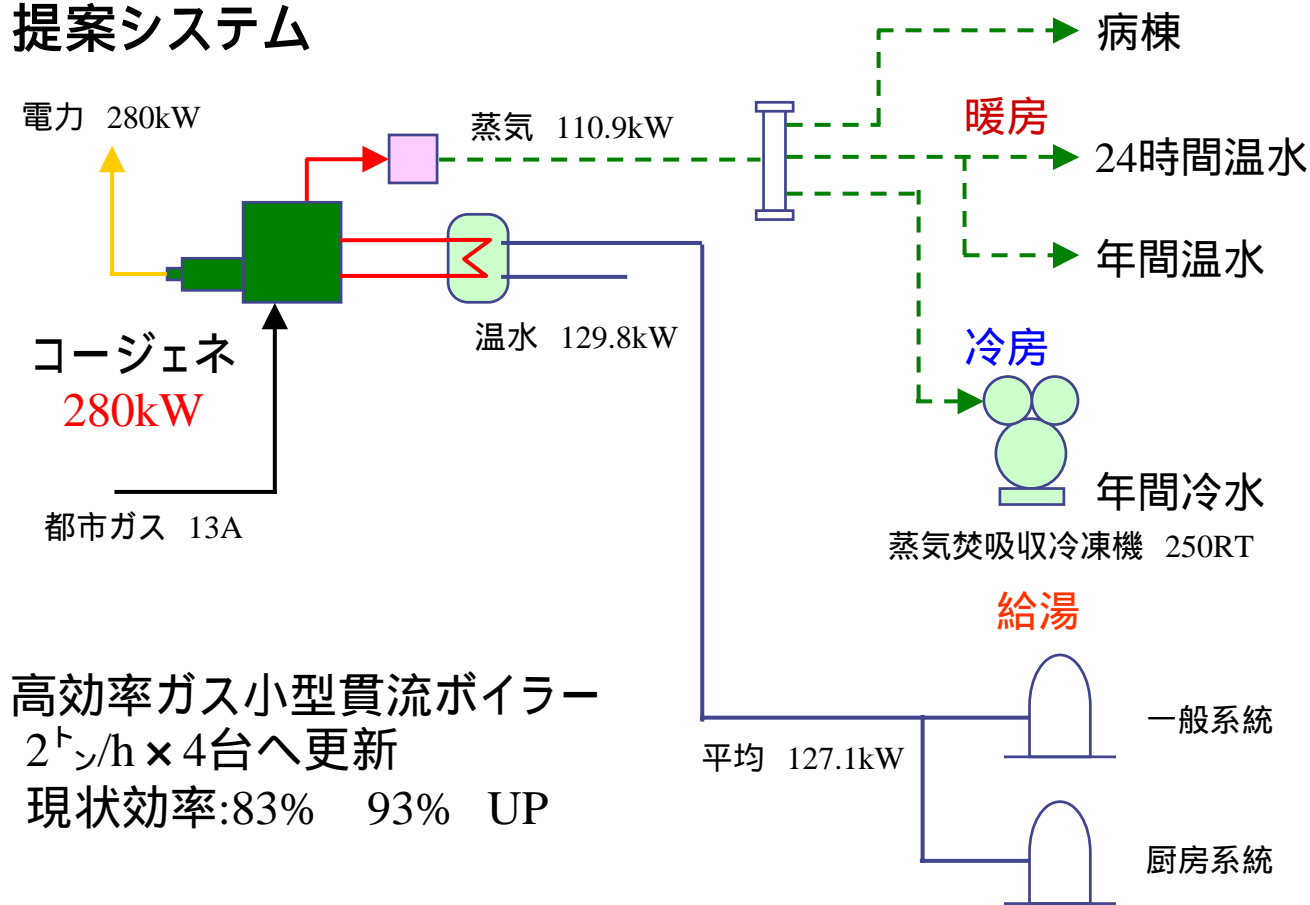 提案システム
病棟
電力 280kW
蒸気 110.9kW
暖房
24時間温水
年間温水
温水 129.8kW
コージェネ
280kW
冷房
年間冷水
都市ガス 13A
蒸気焚吸収冷凍機 250RT
給湯
高効率ガス小型貫流ボイラー
2㌧/h×4台へ更新
現状効率:83% 93% UP
一般系統
平均 127.1kW
厨房系統